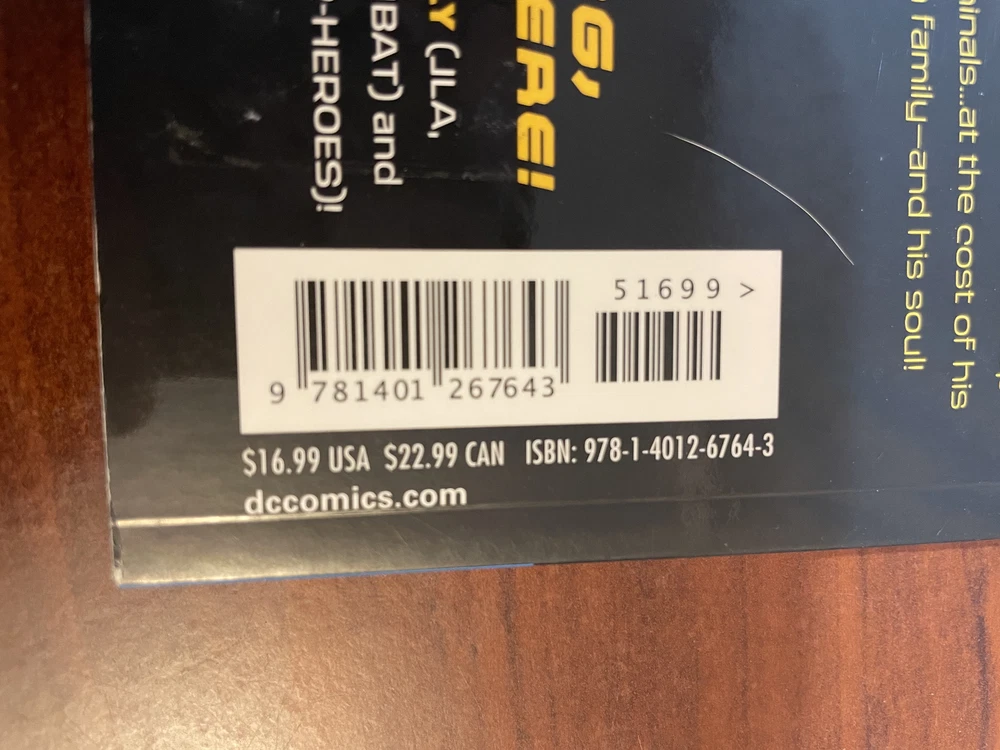 G,
ERE!
Y (JLA,
BAT) and
-HEROES)!
inals...at the cost of his
family—and his soul!
51699 >
9 781401 267643
$16.99 USA $22.99 CAN ISBN: 978-1-4012-6764-3
dccomics.com